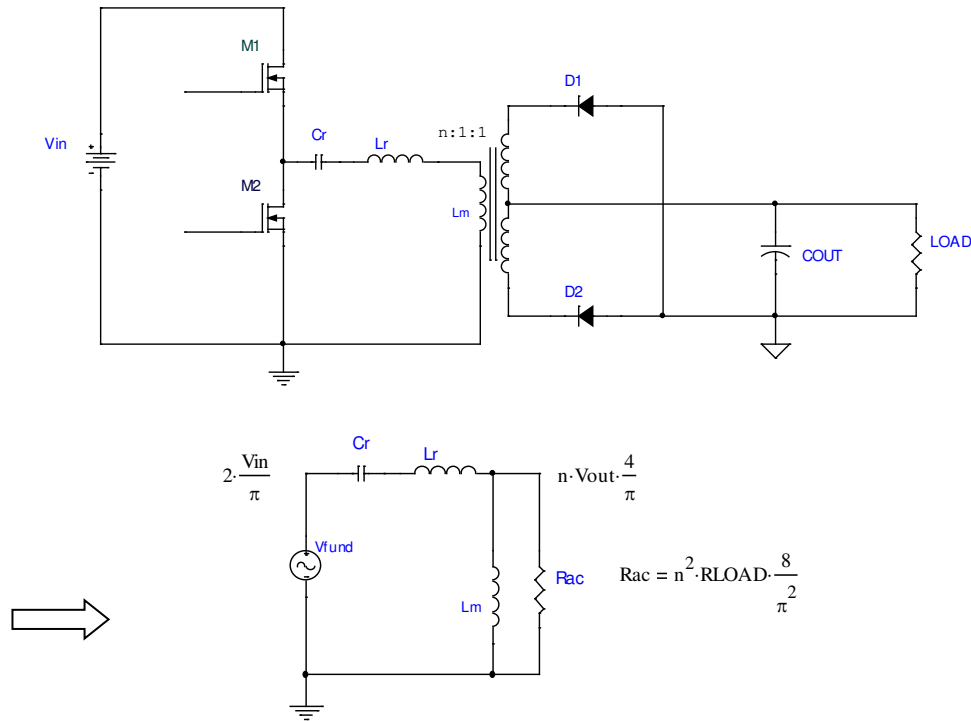 M1
D1
Vin
Cr
Lr
n:1:1
M2
Lm
LOAD
COUT
D2
Cr
Lr
2·Vin/π
n·Vout·4/π
Vfund
Rac
Rac = n²·RLOAD·8/π²
Lm